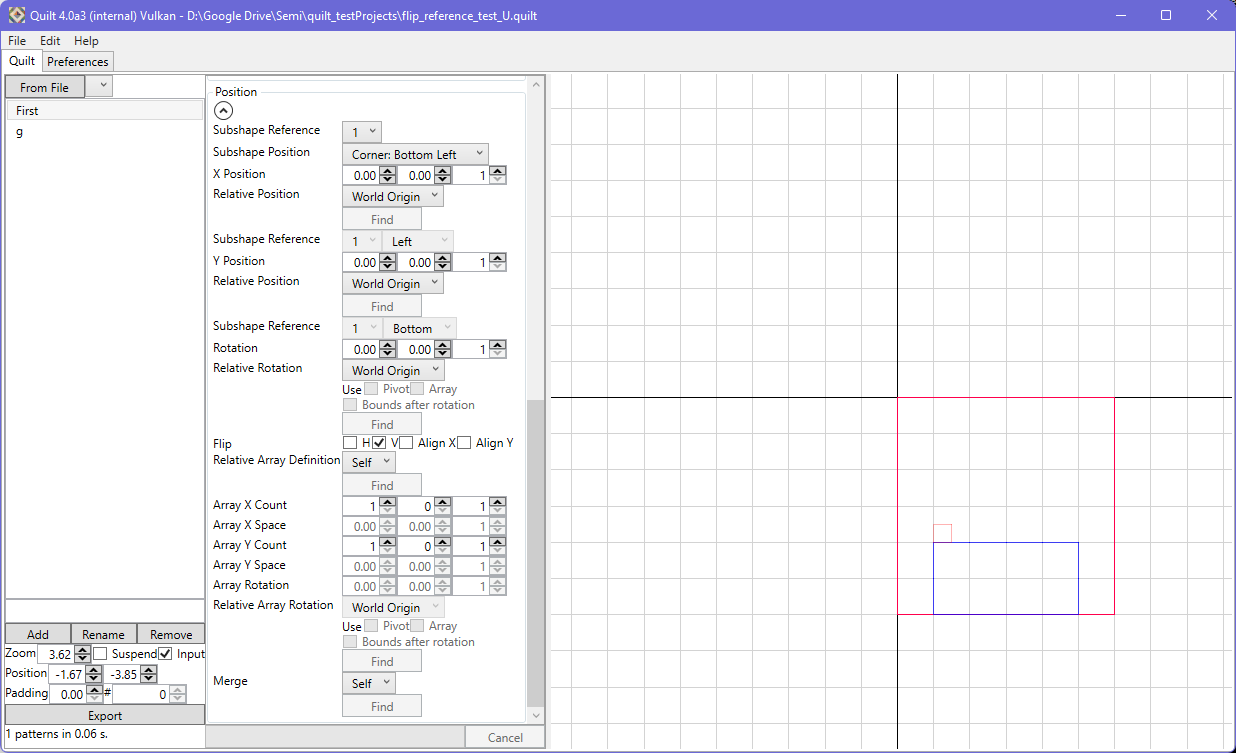 Quilt 4.0a3 (internal) Vulkan - D:\Google Drive\Semi\quilt_testProjects\flip_reference_test_U.quilt
File Edit Help
Quilt Preferences
From File
First
g
Add Rename Remove
Zoom 3.62 Suspend Input
Position -1.67 -3.85
Padding 0.00 # 0
Export
1 patterns in 0.06 s.
Position
Subshape Reference 1
Subshape Position Corner: Bottom Left
X Position 0.00 0.00 1
Relative Position World Origin
Find
Subshape Reference 1 Left
Y Position 0.00 0.00 1
Relative Position World Origin
Find
Subshape Reference 1 Bottom
Rotation 0.00 0.00 1
Relative Rotation World Origin
Use Pivot Array
Bounds after rotation
Find
Flip H V Align X Align Y
Relative Array Definition Self
Find
Array X Count 1 0 1
Array X Space 0.00 0.00 1
Array Y Count 1 0 1
Array Y Space 0.00 0.00 1
Array Rotation 0.00 0.00 1
Relative Array Rotation World Origin
Use Pivot Array
Bounds after rotation
Find
Merge Self
Find
Cancel